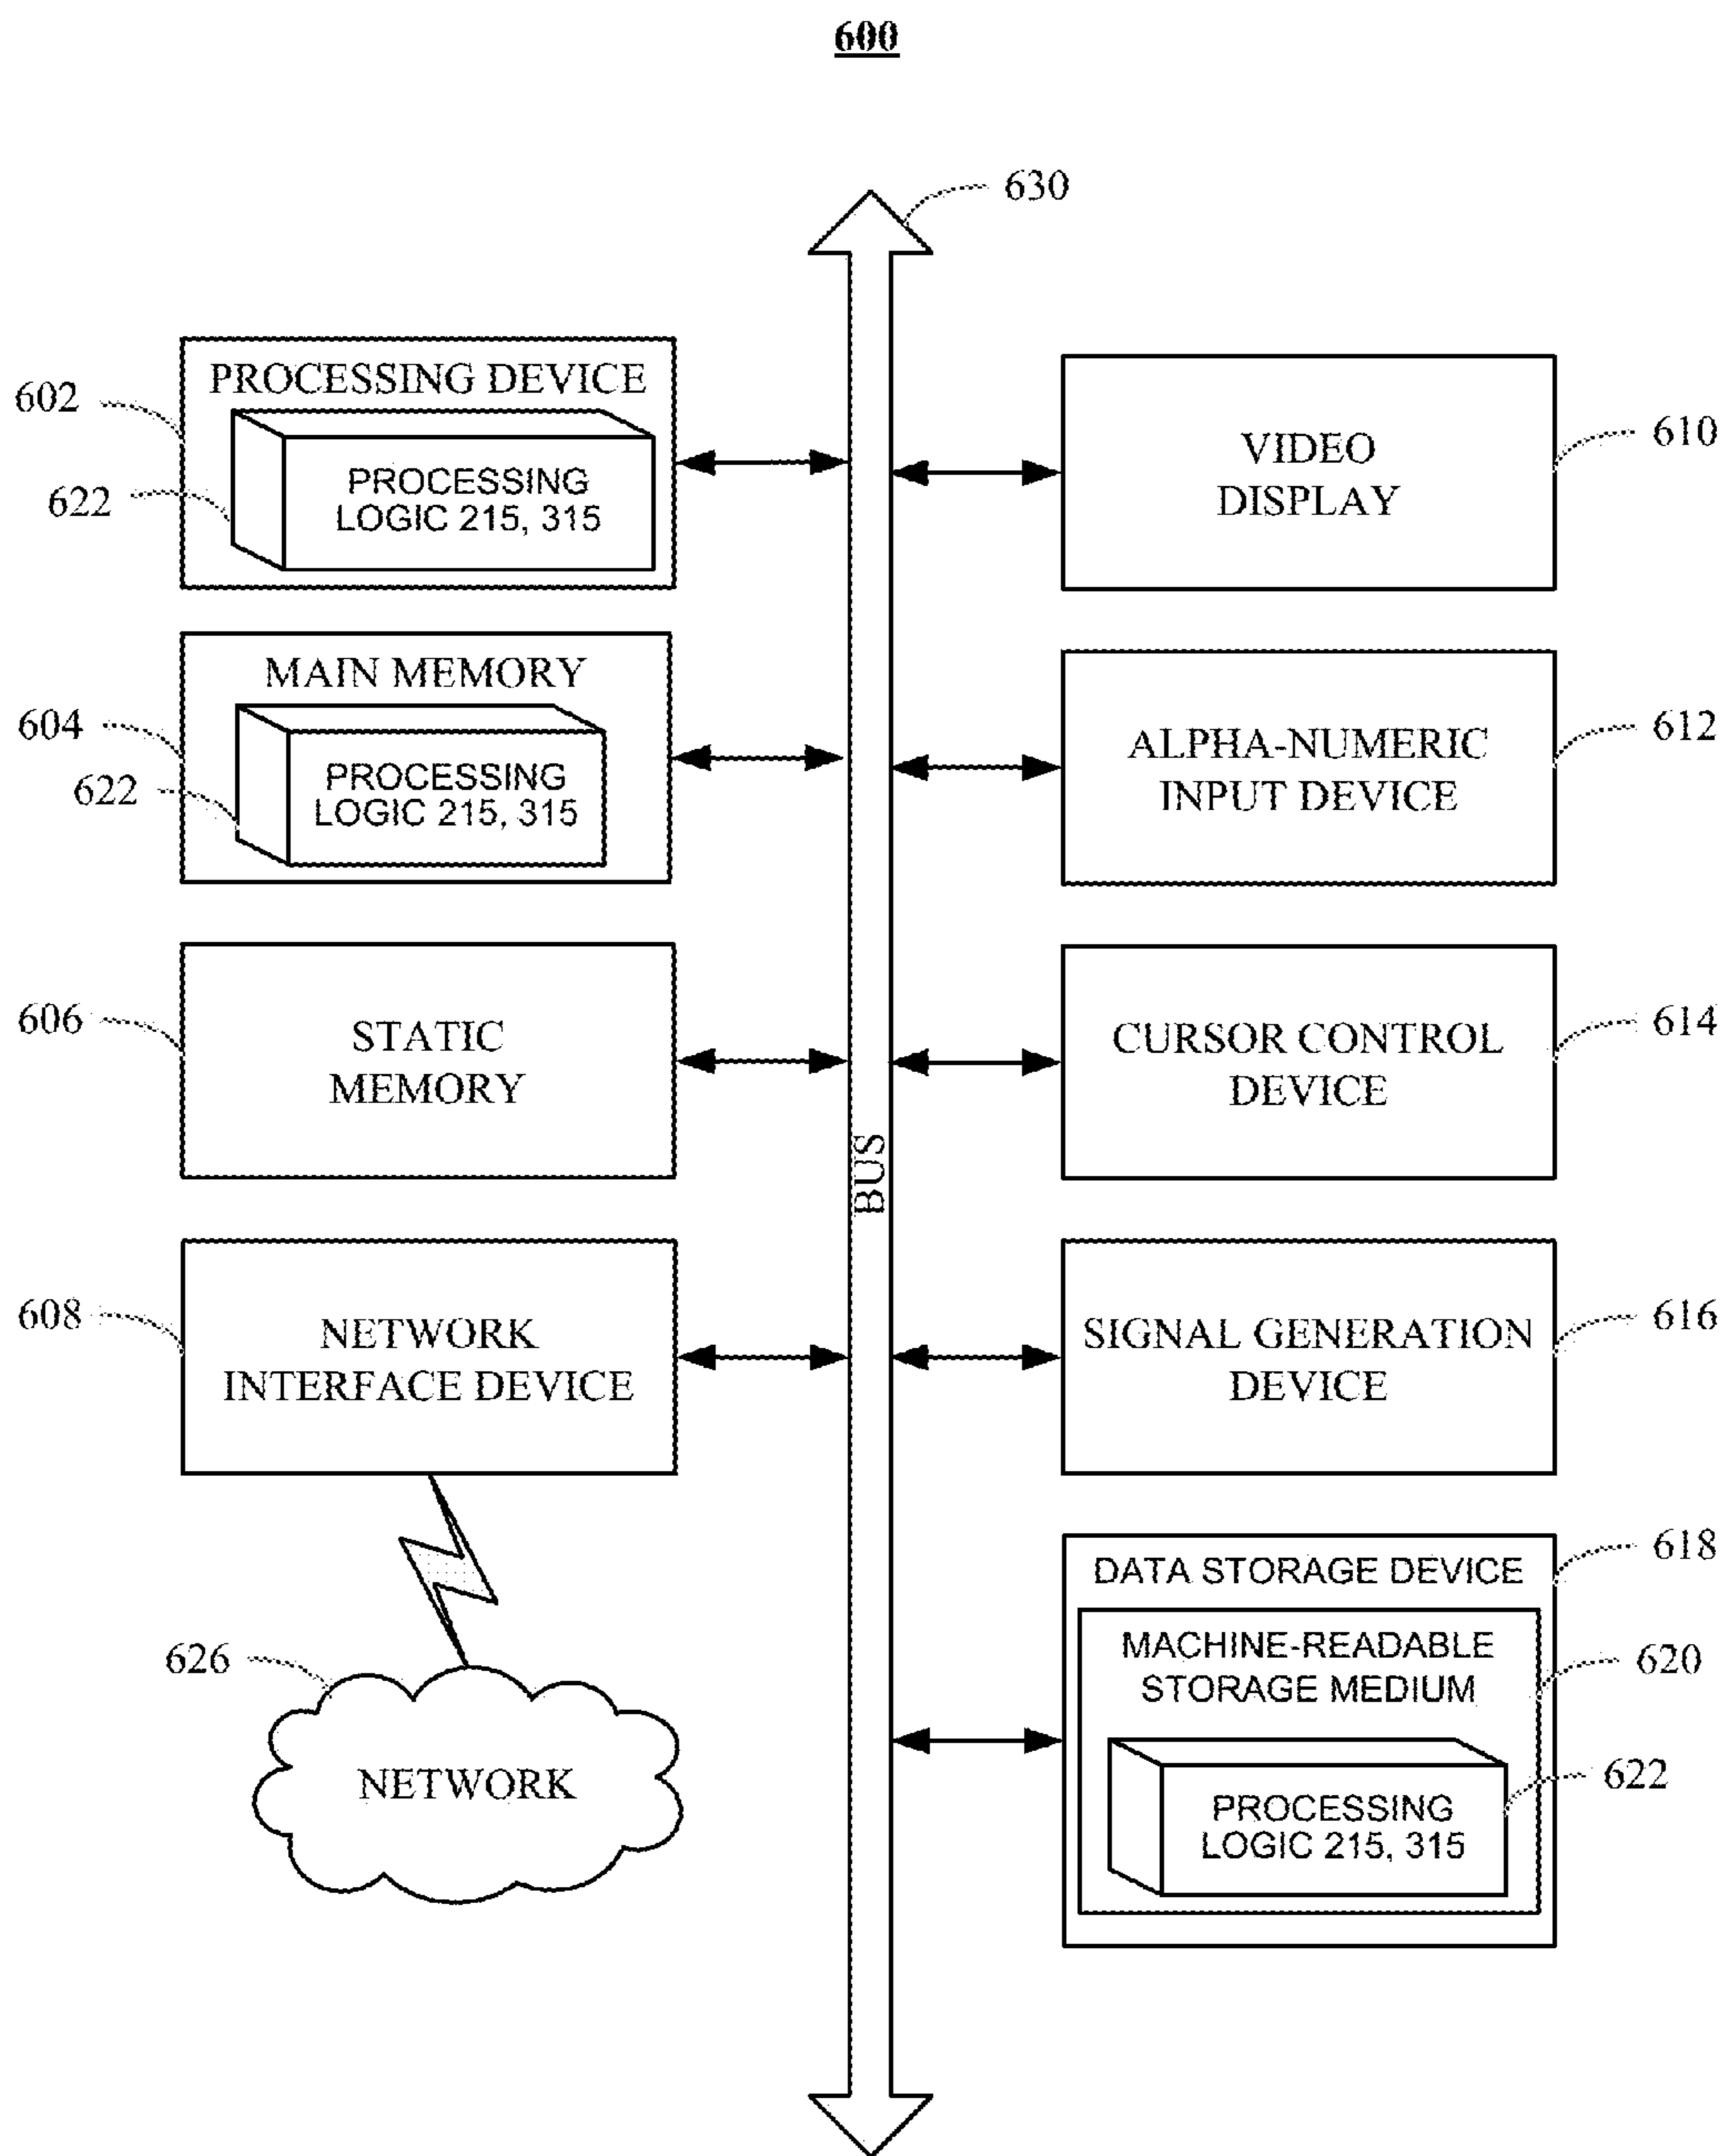 600
630
PROCESSING DEVICE
602
PROCESSING
LOGIC 215, 315
622
MAIN MEMORY
604
PROCESSING
LOGIC 215, 315
622
606
STATIC
MEMORY
608
NETWORK
INTERFACE DEVICE
626
NETWORK
BUS
VIDEO
DISPLAY
610
ALPHA-NUMERIC
INPUT DEVICE
612
CURSOR CONTROL
DEVICE
614
SIGNAL GENERATION
DEVICE
616
DATA STORAGE DEVICE
618
MACHINE-READABLE
STORAGE MEDIUM
620
PROCESSING
LOGIC 215, 315
622